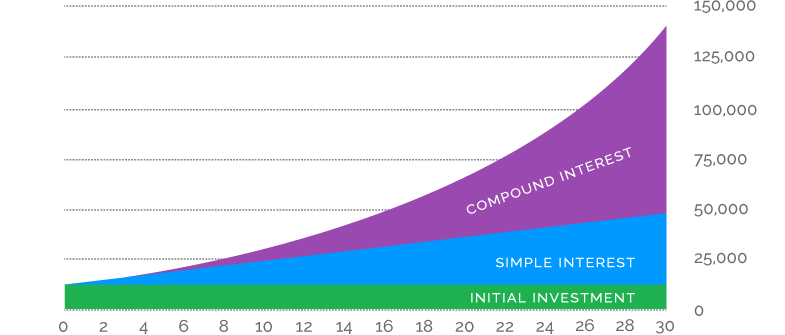 150,000
125,000
100,000
75,000
50,000
25,000
0
COMPOUND INTEREST
SIMPLE INTEREST
INITIAL INVESTMENT
0 2 4 6 8 10 12 14 16 18 20 22 24 26 28 30